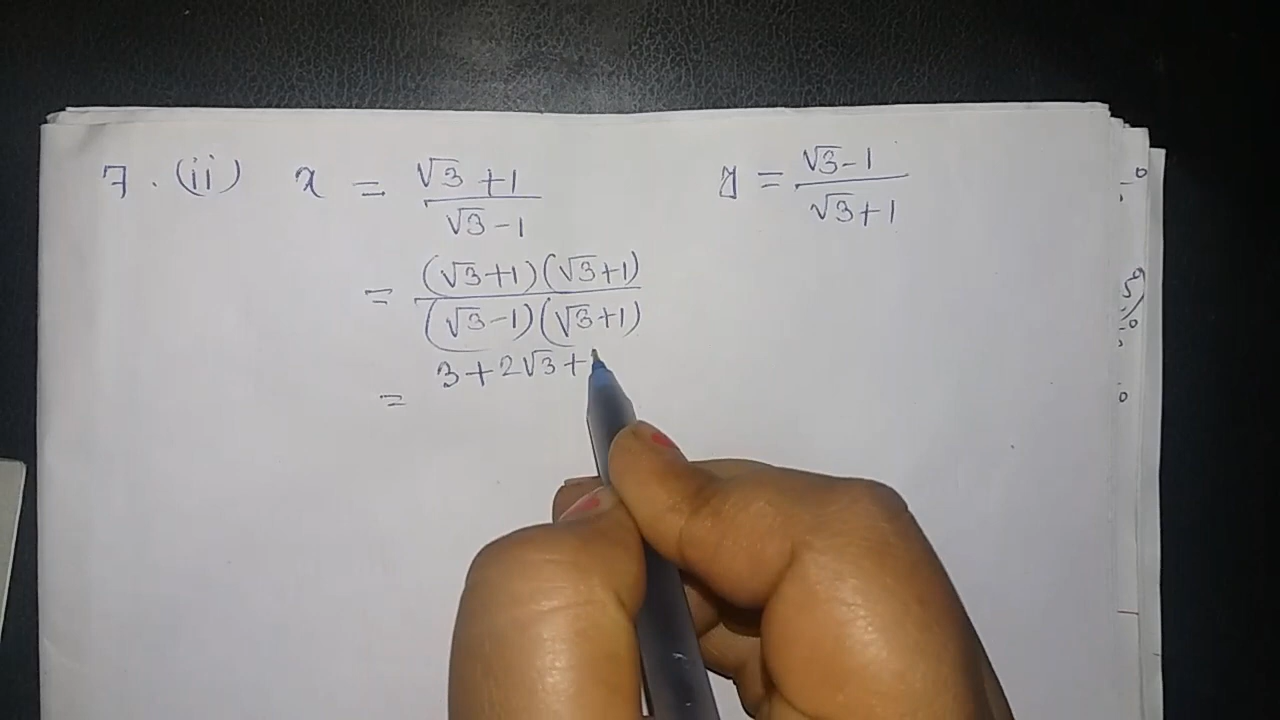 7. (ii) x = (√3 + 1)/(√3 - 1)
y = (√3 - 1)/(√3 + 1)
= (√3+1)(√3+1)/(√3-1)(√3+1)
= 3+2√3+